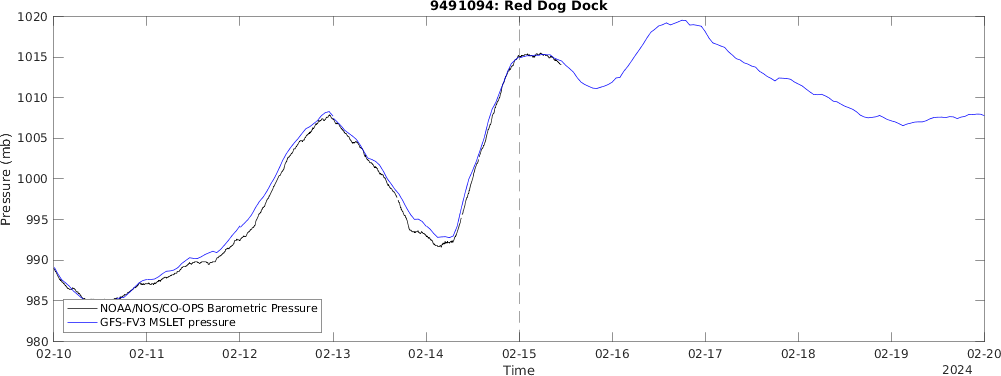 9491094: Red Dog Dock
Pressure (mb)
1020
1015
1010
1005
1000
995
990
985
980
NOAA/NOS/CO-OPS Barometric Pressure
GFS-FV3 MSLET pressure
02-10 02-11 02-12 02-13 02-14 02-15 02-16 02-17 02-18 02-19 02-20
Time
2024